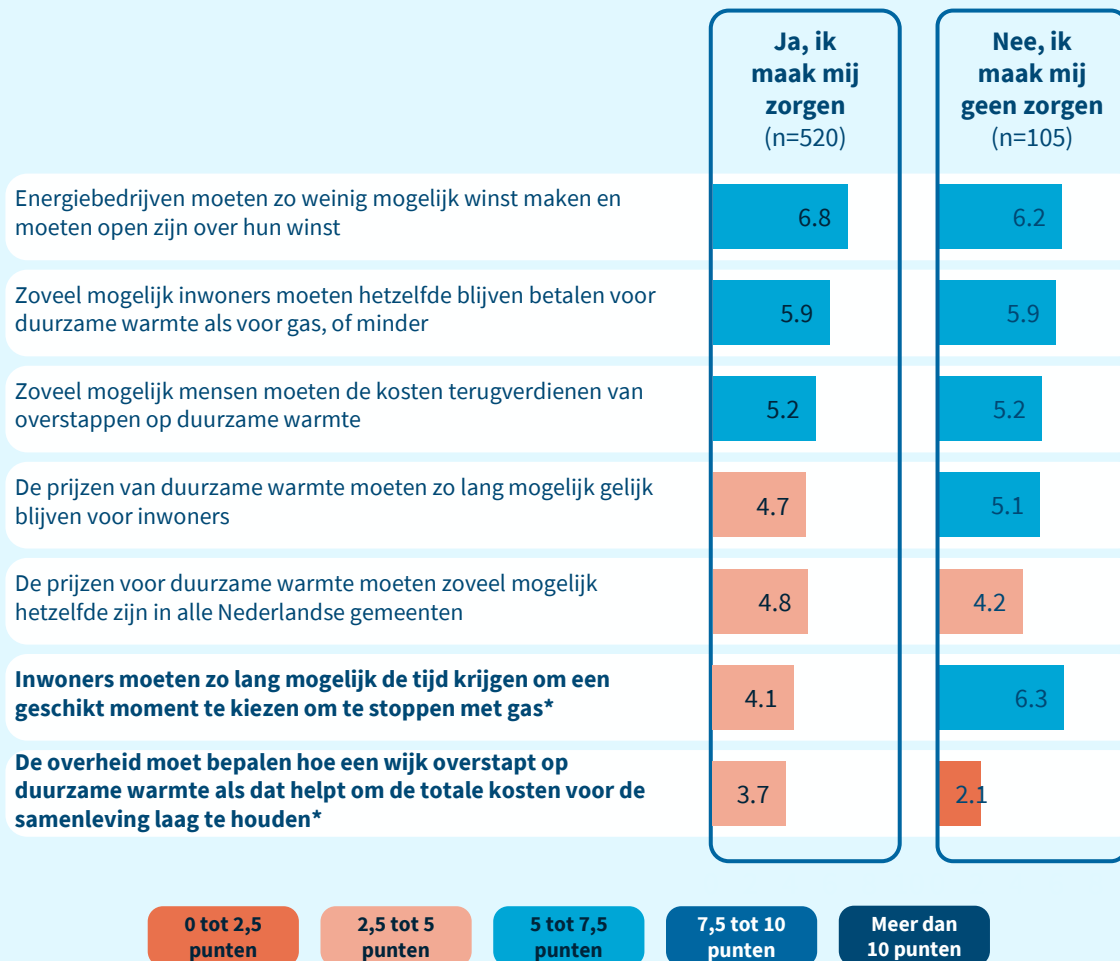 Ja, ik
maak mij
zorgen
(n=520)
Nee, ik
maak mij
geen zorgen
(n=105)
Energiebedrijven moeten zo weinig mogelijk winst maken en
moeten open zijn over hun winst
6.8
6.2
Zoveel mogelijk inwoners moeten hetzelfde blijven betalen voor
duurzame warmte als voor gas, of minder
5.9
5.9
Zoveel mogelijk mensen moeten de kosten terugverdienen van
overstappen op duurzame warmte
5.2
5.2
De prijzen van duurzame warmte moeten zo lang mogelijk gelijk
blijven voor inwoners
4.7
5.1
De prijzen voor duurzame warmte moeten zoveel mogelijk
hetzelfde zijn in alle Nederlandse gemeenten
4.8
4.2
Inwoners moeten zo lang mogelijk de tijd krijgen om een
geschikt moment te kiezen om te stoppen met gas*
4.1
6.3
De overheid moet bepalen hoe een wijk overstapt op
duurzame warmte als dat helpt om de totale kosten voor de
samenleving laag te houden*
3.7
2.1
0 tot 2,5
punten
2,5 tot 5
punten
5 tot 7,5
punten
7,5 tot 10
punten
Meer dan
10 punten